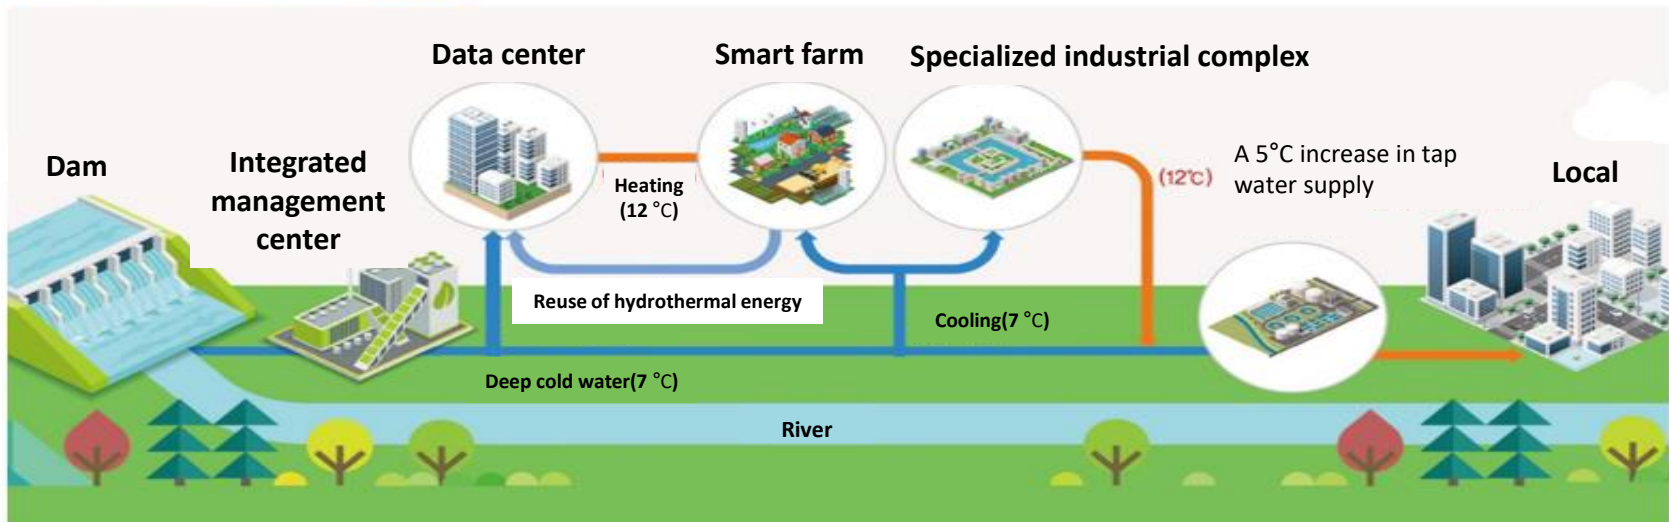 Data center
Smart farm
Specialized industrial complex
Dam
Integrated
management
center
Heating
(12 °C)
(12℃)
A 5°C increase in tap
water supply
Local
Reuse of hydrothermal energy
Cooling(7 °C)
Deep cold water(7 °C)
River